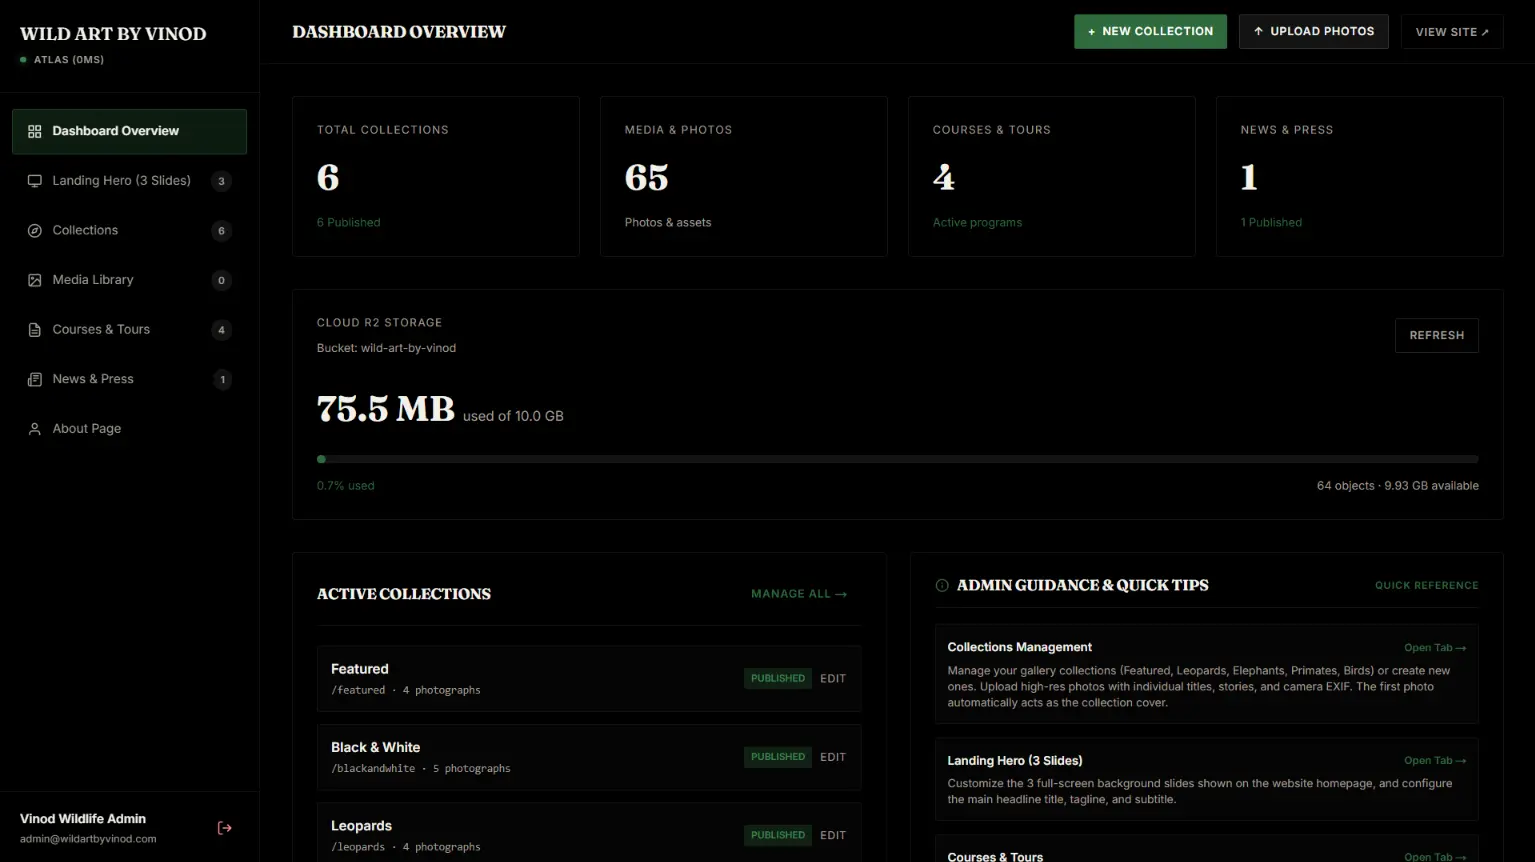 WILD ART BY VINOD
ATLAS (0MS)
Dashboard Overview
Landing Hero (3 Slides) 3
Collections 6
Media Library 0
Courses & Tours 4
News & Press 1
About Page
Vinod Wildlife Admin
admin@wildartbyvinod.com
DASHBOARD OVERVIEW
+ NEW COLLECTION
↑ UPLOAD PHOTOS
VIEW SITE ↗
TOTAL COLLECTIONS
6
6 Published
MEDIA & PHOTOS
65
Photos & assets
COURSES & TOURS
4
Active programs
NEWS & PRESS
1
1 Published
CLOUD R2 STORAGE
Bucket: wild-art-by-vinod
REFRESH
75.5 MB used of 10.0 GB
0.7% used
64 objects · 9.93 GB available
ACTIVE COLLECTIONS
MANAGE ALL →
Featured
/featured · 4 photographs
PUBLISHED EDIT
Black & White
/blackandwhite · 5 photographs
PUBLISHED EDIT
Leopards
/leopards · 4 photographs
PUBLISHED EDIT
ADMIN GUIDANCE & QUICK TIPS
QUICK REFERENCE
Collections Management
Open Tab →
Manage your gallery collections (Featured, Leopards, Elephants, Primates, Birds) or create new
ones. Upload high-res photos with individual titles, stories, and camera EXIF. The first photo
automatically acts as the collection cover.
Landing Hero (3 Slides)
Open Tab →
Customize the 3 full-screen background slides shown on the website homepage, and configure
the main headline title, tagline, and subtitle.
Courses & Tours
Open Tab →